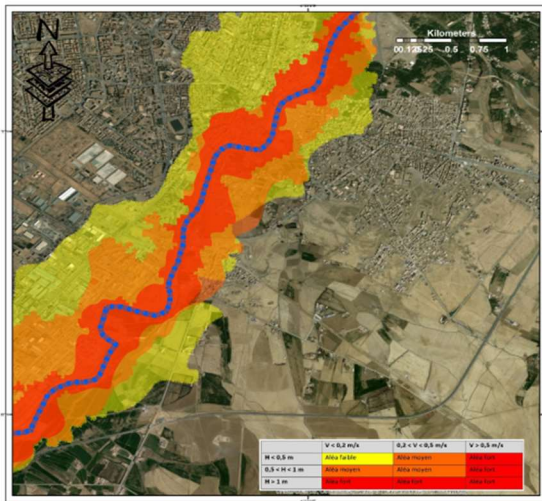 N
Kilometers
0 0.125 0.25 0.5 0.75 1
V < 0,2 m/s 0,2 < V < 0,5 m/s V > 0,5 m/s
H < 0,5 m Aléa faible Aléa moyen Aléa fort
0,5 < H < 1 m Aléa moyen Aléa moyen Aléa fort
H > 1 m Aléa fort Aléa fort Aléa fort